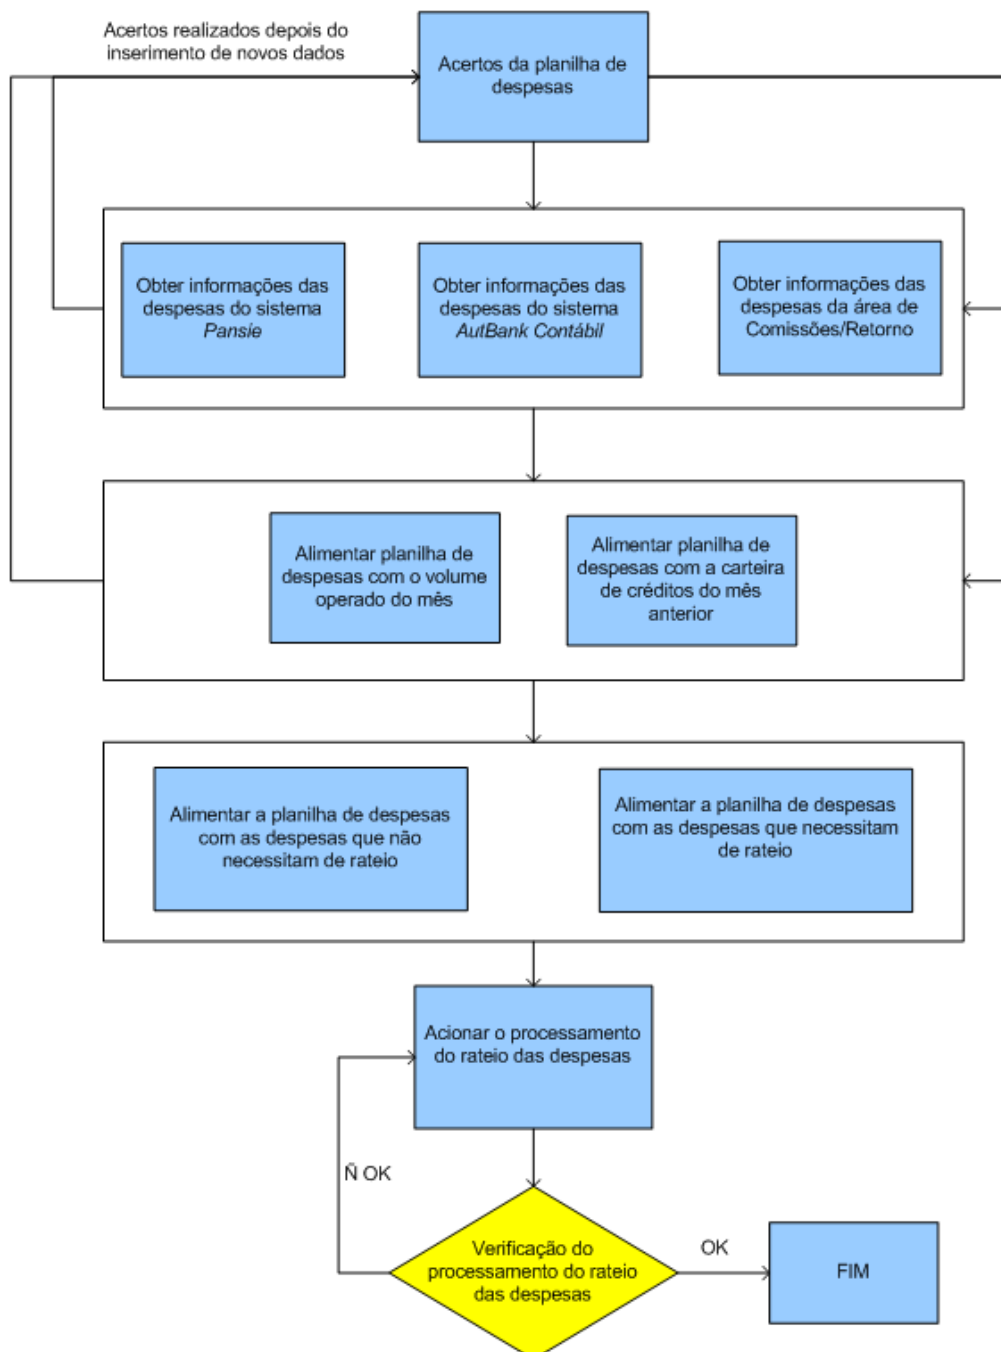 Acertos realizados depois do
inserimento de novos dados
Acertos da planilha de
despesas
Obter informações das
despesas do sistema
Pansie
Obter informações das
despesas do sistema
AutBank Contábil
Obter informações das
despesas da área de
Comissões/Retorno
Alimentar planilha de
despesas com o volume
operado do mês
Alimentar planilha de
despesas com a carteira
de créditos do mês
anterior
Alimentar a planilha de despesas
com as despesas que não
necessitam de rateio
Alimentar a planilha de despesas
com as despesas que necessitam
de rateio
Acionar o processamento
do rateio das despesas
Ñ OK
Verificação do
processamento do rateio
das despesas
OK
FIM